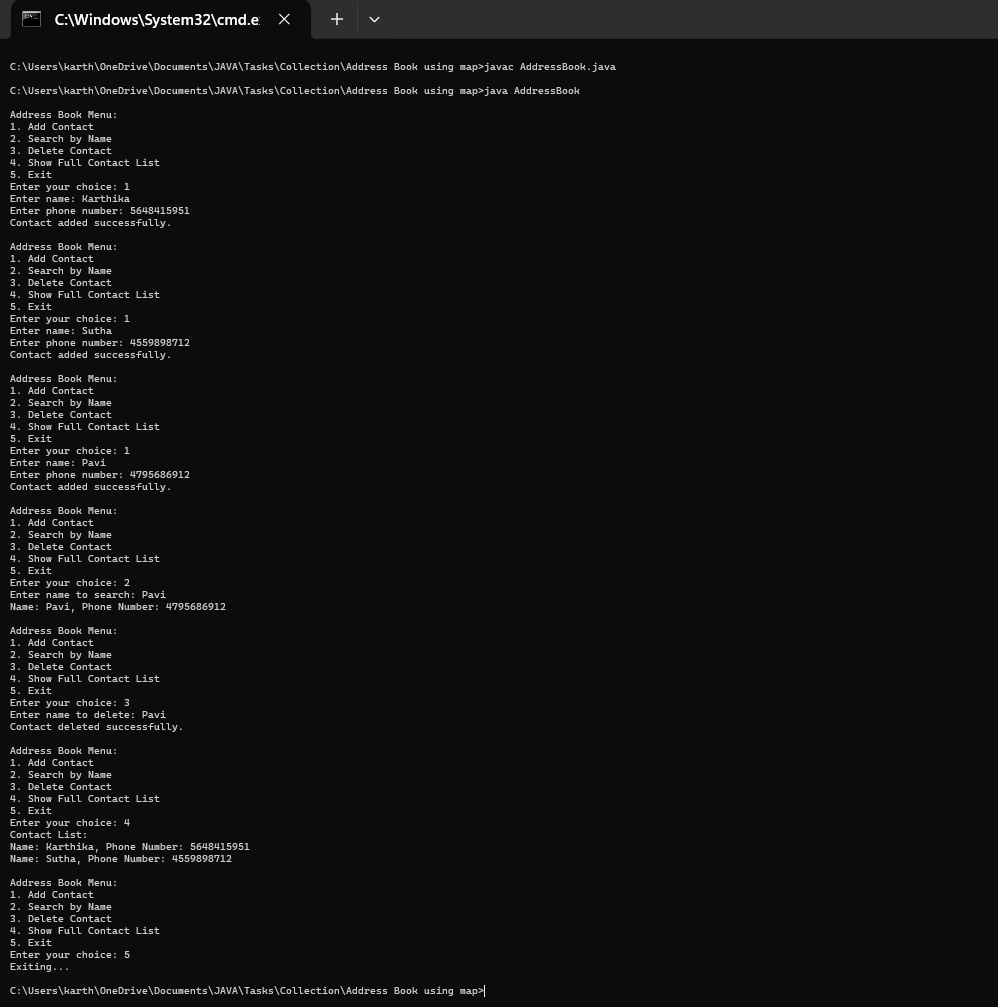 C:\Windows\System32\cmd.e
C:\Users\karth\OneDrive\Documents\JAVA\Tasks\Collection\Address Book using map>javac AddressBook.java
C:\Users\karth\OneDrive\Documents\JAVA\Tasks\Collection\Address Book using map>java AddressBook
Address Book Menu:
1. Add Contact
2. Search by Name
3. Delete Contact
4. Show Full Contact List
5. Exit
Enter your choice: 1
Enter name: Karthika
Enter phone number: 5648415951
Contact added successfully.
Address Book Menu:
1. Add Contact
2. Search by Name
3. Delete Contact
4. Show Full Contact List
5. Exit
Enter your choice: 1
Enter name: Sutha
Enter phone number: 4559898712
Contact added successfully.
Address Book Menu:
1. Add Contact
2. Search by Name
3. Delete Contact
4. Show Full Contact List
5. Exit
Enter your choice: 1
Enter name: Pavi
Enter phone number: 4795686912
Contact added successfully.
Address Book Menu:
1. Add Contact
2. Search by Name
3. Delete Contact
4. Show Full Contact List
5. Exit
Enter your choice: 2
Enter name to search: Pavi
Name: Pavi, Phone Number: 4795686912
Address Book Menu:
1. Add Contact
2. Search by Name
3. Delete Contact
4. Show Full Contact List
5. Exit
Enter your choice: 3
Enter name to delete: Pavi
Contact deleted successfully.
Address Book Menu:
1. Add Contact
2. Search by Name
3. Delete Contact
4. Show Full Contact List
5. Exit
Enter your choice: 4
Contact List:
Name: Karthika, Phone Number: 5648415951
Name: Sutha, Phone Number: 4559898712
Address Book Menu:
1. Add Contact
2. Search by Name
3. Delete Contact
4. Show Full Contact List
5. Exit
Enter your choice: 5
Exiting...
C:\Users\karth\OneDrive\Documents\JAVA\Tasks\Collection\Address Book using map>